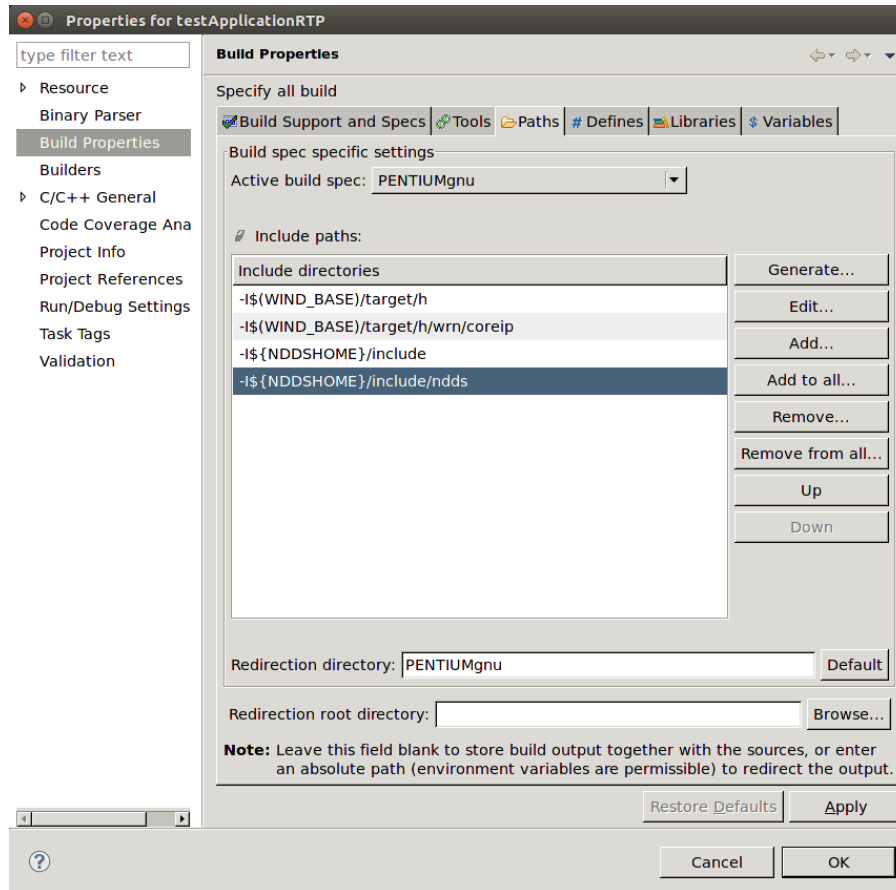 Properties for testApplicationRTP
type filter text
Resource
Binary Parser
Build Properties
Builders
C/C++ General
Code Coverage Ana
Project Info
Project References
Run/Debug Settings
Task Tags
Validation
Build Properties
Specify all build
Build Support and Specs Tools Paths # Defines Libraries $ Variables
Build spec specific settings
Active build spec: PENTIUMgnu
Include paths:
Include directories
-I$(WIND_BASE)/target/h
-I$(WIND_BASE)/target/h/wrn/coreip
-I${NDDSHOME}/include
-I${NDDSHOME}/include/ndds
Generate...
Edit...
Add...
Add to all...
Remove...
Remove from all...
Up
Down
Redirection directory: PENTIUMgnu Default
Redirection root directory: Browse...
Note: Leave this field blank to store build output together with the sources, or enter
an absolute path (environment variables are permissible) to redirect the output.
Restore Defaults Apply
? Cancel OK